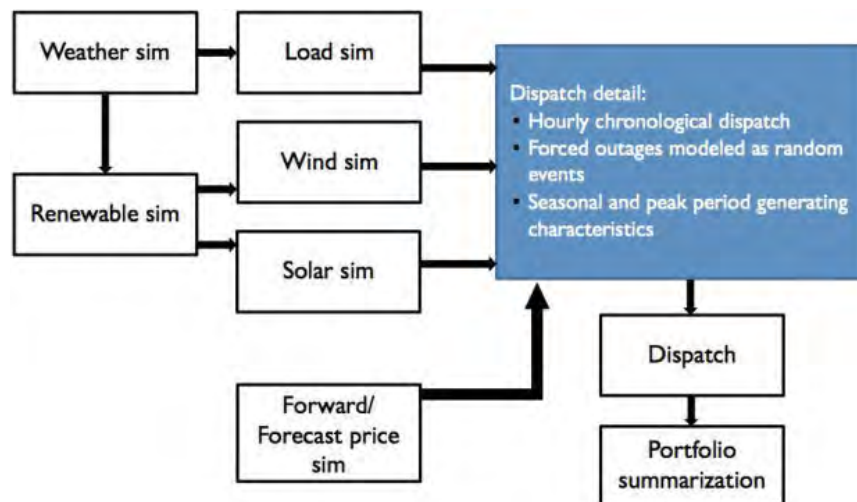 Weather sim
Load sim
Dispatch detail:
▪ Hourly chronological dispatch
▪ Forced outages modeled as random
events
▪ Seasonal and peak period generating
characteristics
Wind sim
Renewable sim
Solar sim
Dispatch
Forward/
Forecast price
sim
Portfolio
summarization